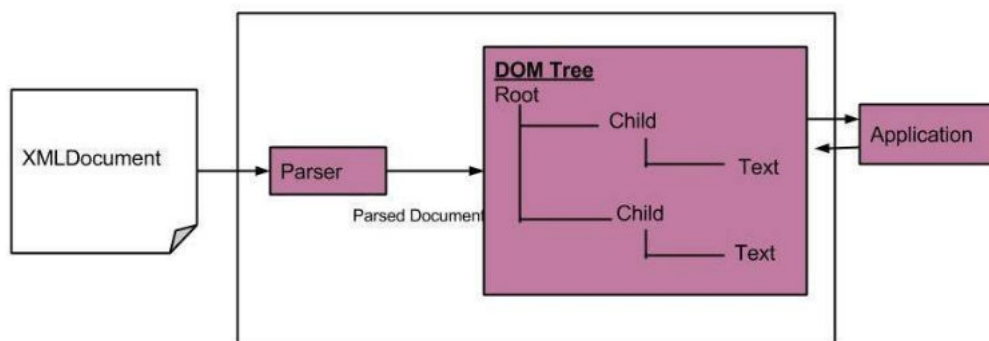 XMLDocument
Parser
Parsed Document
DOM Tree
Root
Child
Text
Child
Text
Application